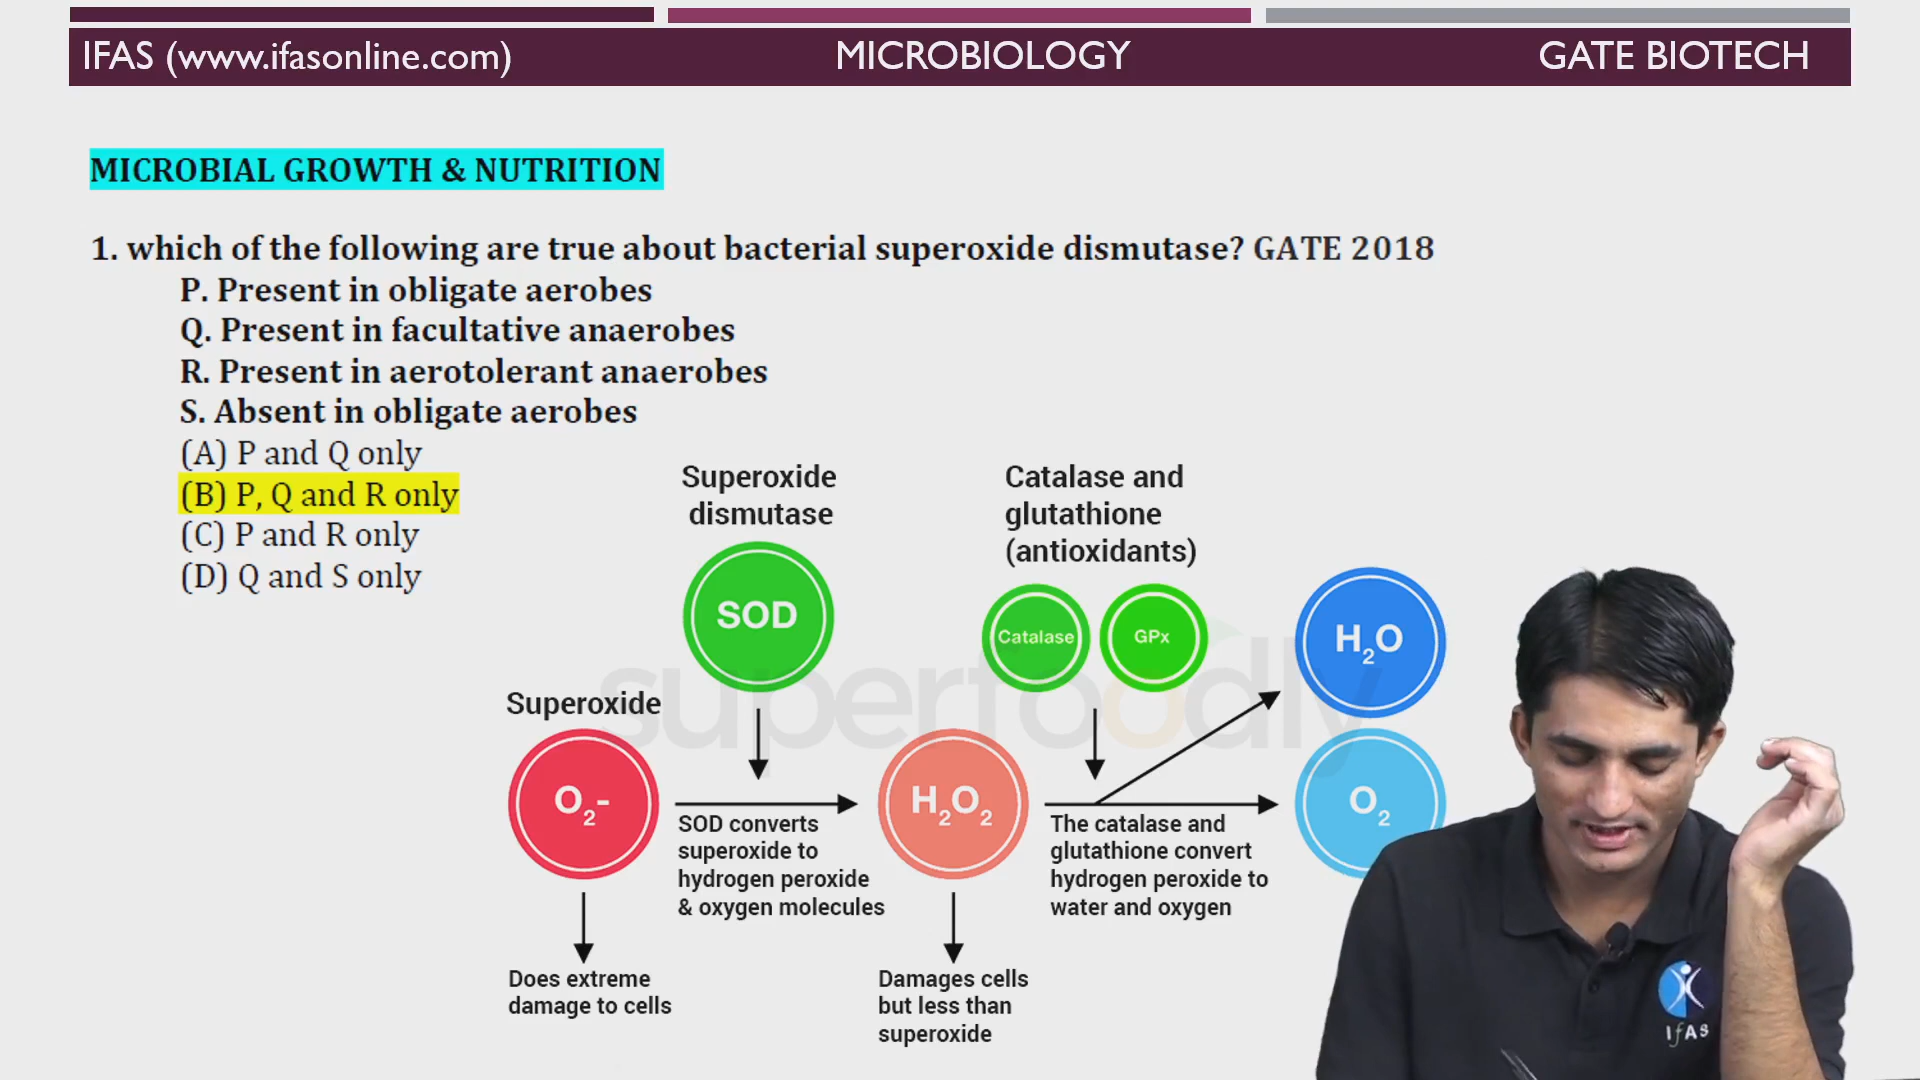 IFAS (www.ifasonline.com) MICROBIOLOGY GATE BIOTECH
MICROBIAL GROWTH & NUTRITION
1. which of the following are true about bacterial superoxide dismutase? GATE 2018
P. Present in obligate aerobes
Q. Present in facultative anaerobes
R. Present in aerotolerant anaerobes
S. Absent in obligate aerobes
(A) P and Q only
(B) P, Q and R only
(C) P and R only
(D) Q and S only
Superoxide
dismutase
SOD
Catalase and
glutathione
(antioxidants)
Catalase
GPx
H2O
superfoodly
Superoxide
O2-
SOD converts
superoxide to
hydrogen peroxide
& oxygen molecules
H2O2
The catalase and
glutathione convert
hydrogen peroxide to
water and oxygen
O2
Does extreme
damage to cells
Damages cells
but less than
superoxide
IfAS